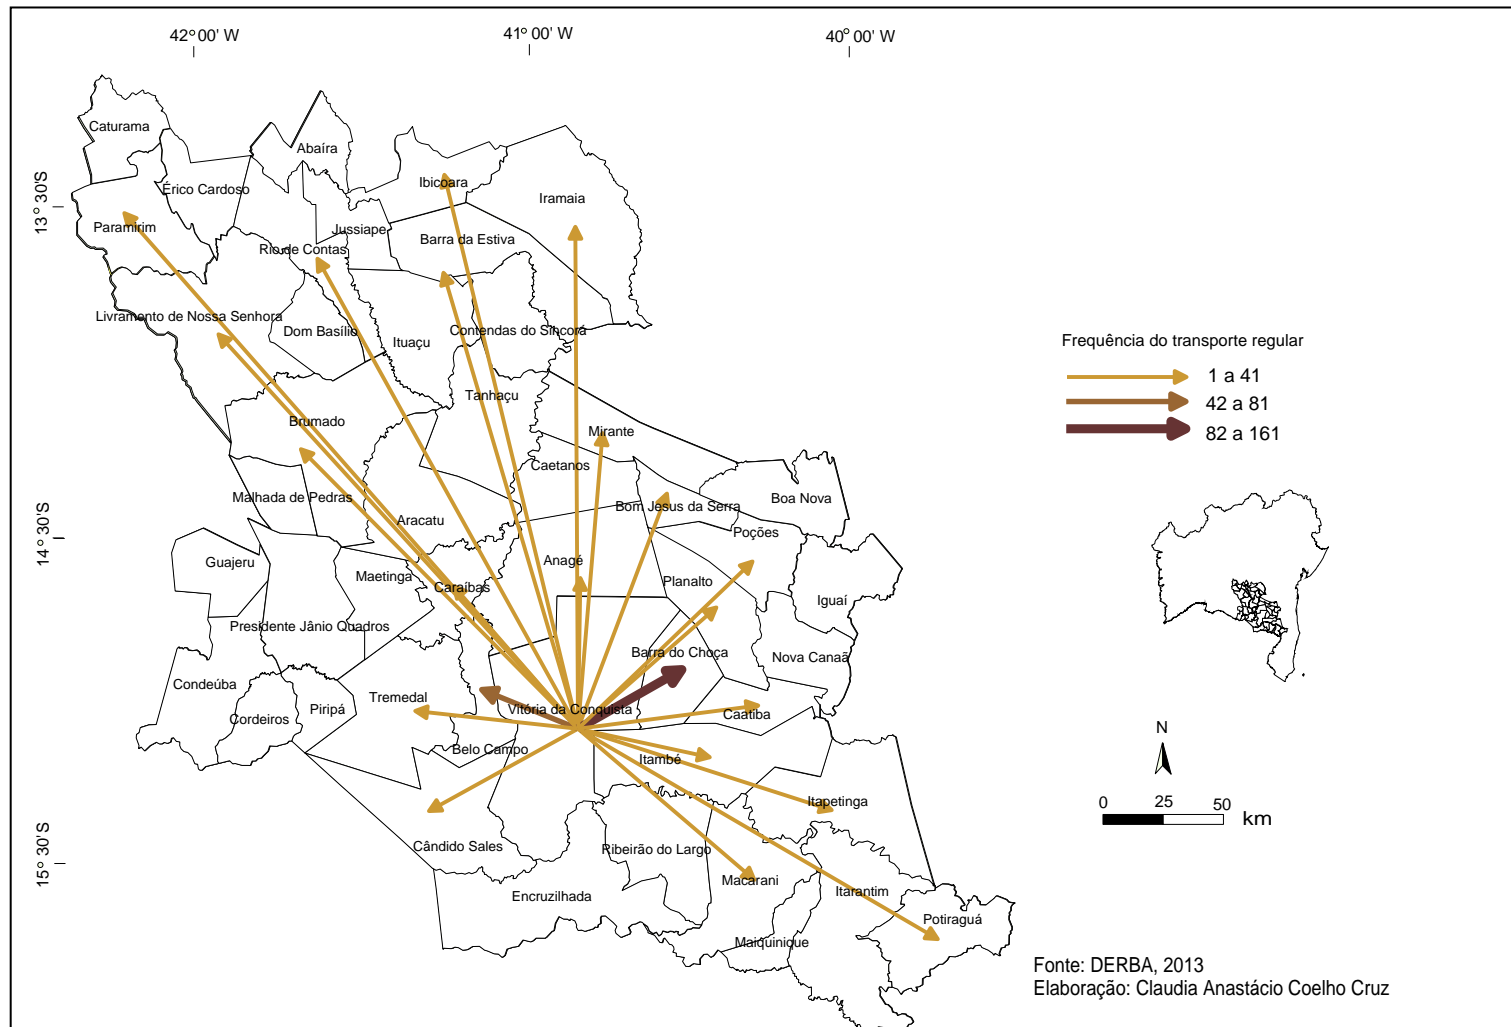 42° 00' W
41° 00' W
40° 00' W
13° 30'S
14° 30'S
15° 30'S
Caturama
Abaíra
Érico Cardoso
Ibicoara
Iramaia
Paramirim
Jussiape
Rio de Contas
Barra da Estiva
Livramento de Nossa Senhora
Dom Basílio
Ituaçu
Contendas do Sincorá
Tanhaçu
Brumado
Mirante
Caetanos
Malhada de Pedras
Bom Jesus da Serra
Boa Nova
Aracatu
Poções
Guajeru
Anagé
Maetinga
Caraíbas
Planalto
Iguaí
Presidente Jânio Quadros
Barra do Choça
Nova Canaã
Condeúba
Tremedal
Piripá
Cordeiros
Vitória da Conquista
Caatiba
Belo Campo
Itambé
Itapetinga
Cândido Sales
Ribeirão do Largo
Macarani
Itarantim
Encruzilhada
Potiraguá
Maiquinique
Frequência do transporte regular
1 a 41
42 a 81
82 a 161
N
0 25 50 km
Fonte: DERBA, 2013
Elaboração: Claudia Anastácio Coelho Cruz